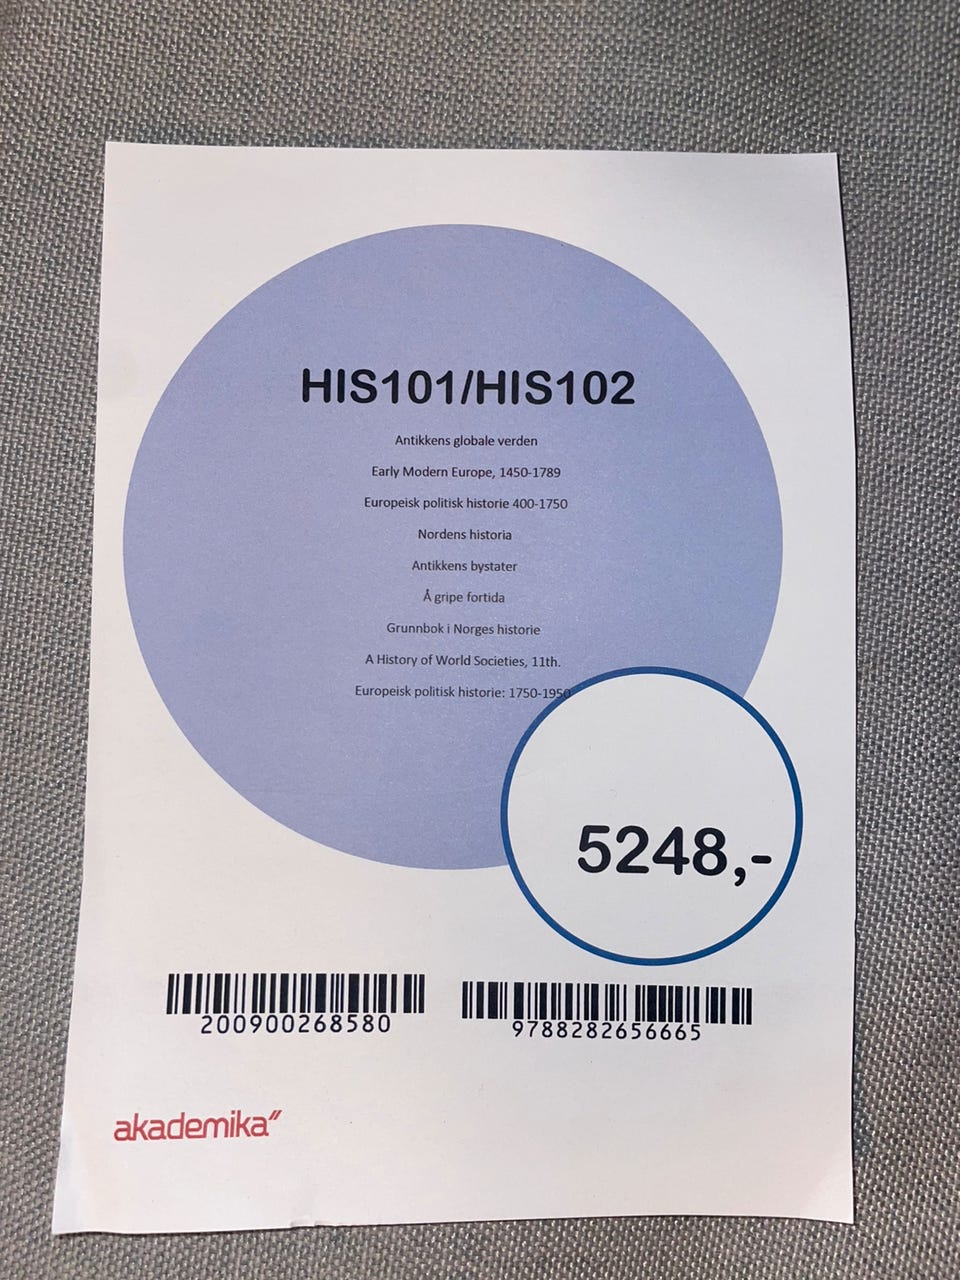 HIS101/HIS102
Antikkens globale verden
Early Modern Europe, 1450-1789
Europeisk politisk historie 400-1750
Nordens historia
Antikkens bystater
Å gripe fortida
Grunnbok i Norges historie
A History of World Societies, 11th.
Europeisk politisk historie: 1750-1950
5248,-
200900268580
9788282656665
akademika"